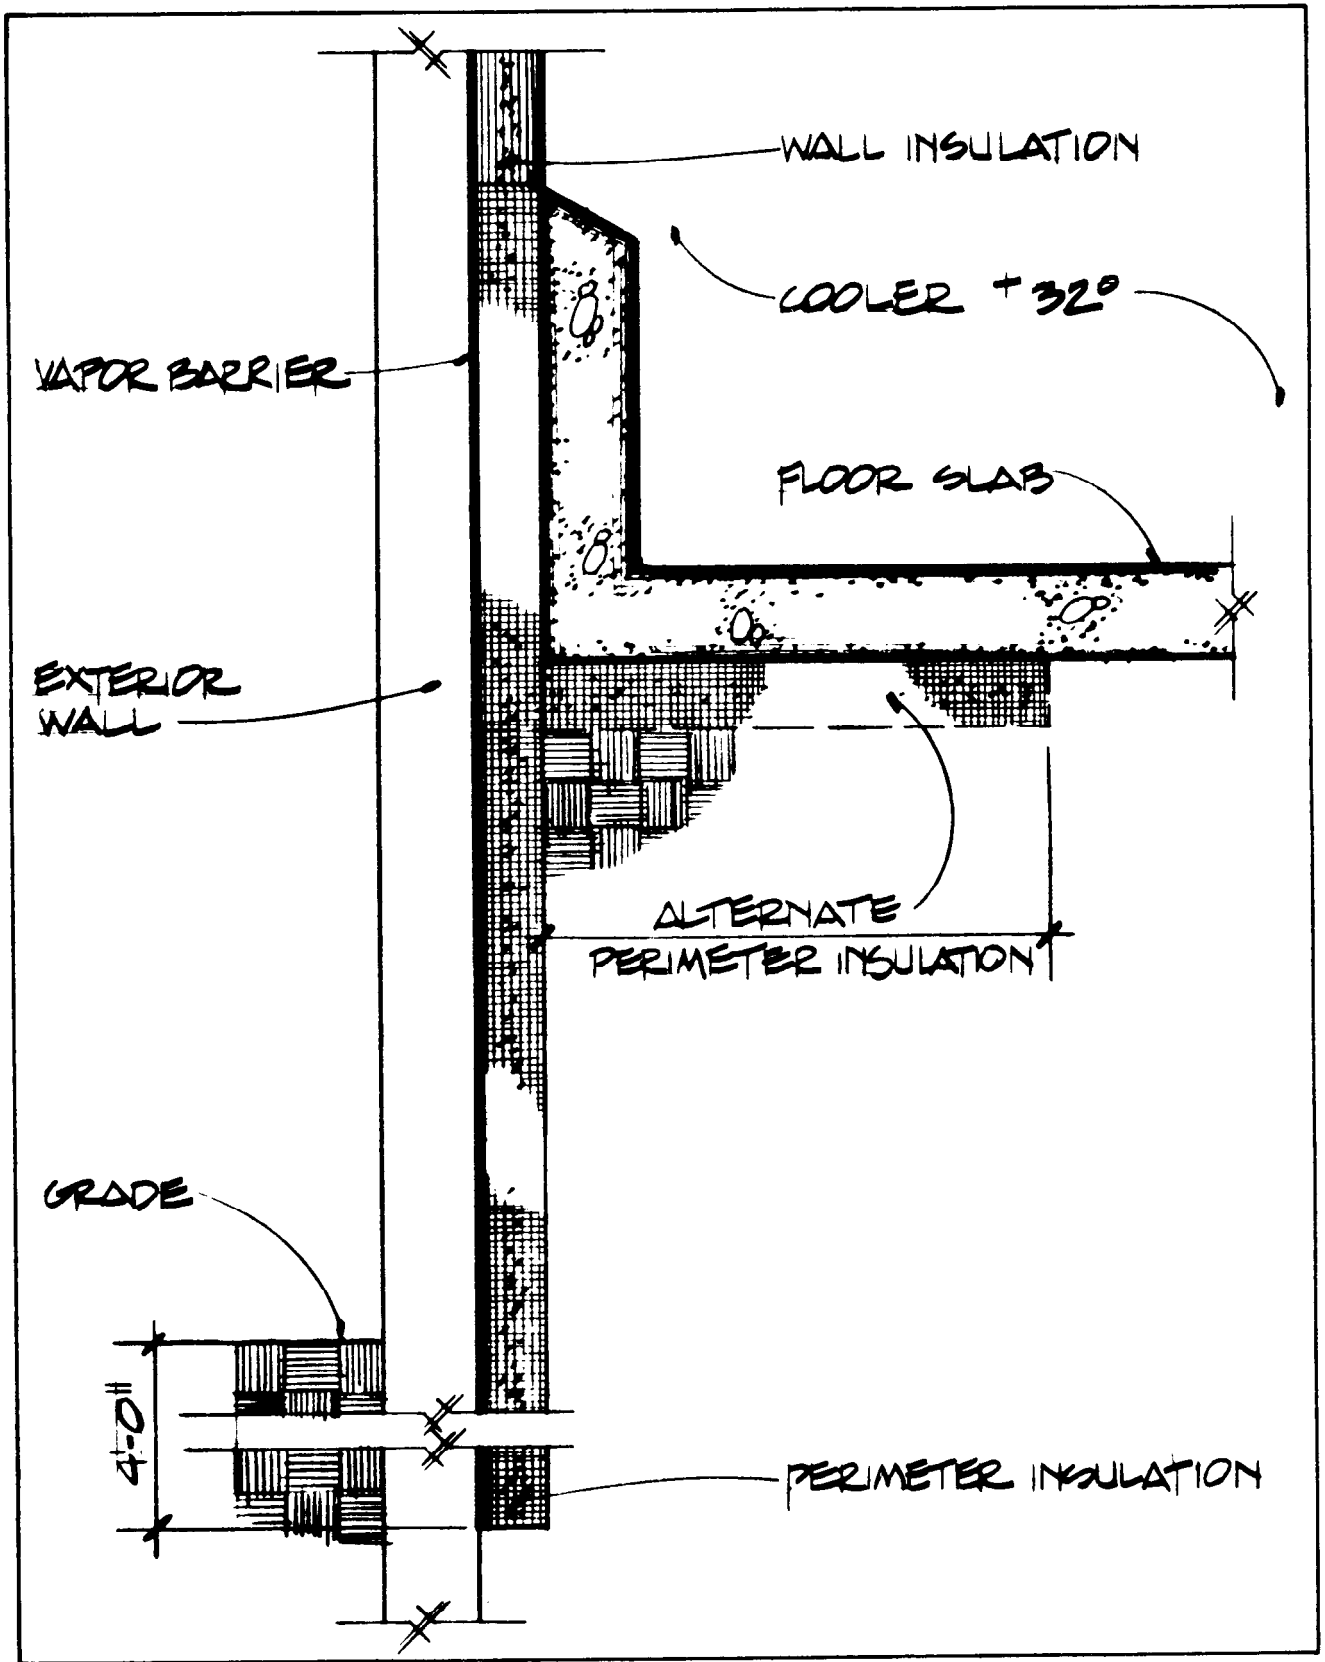 WALL INSULATION
COOLER +32°
VAPOR BARRIER
FLOOR SLAB
EXTERIOR
WALL
ALTERNATE
PERIMETER INSULATION
GRADE
4'-0"
PERIMETER INSULATION